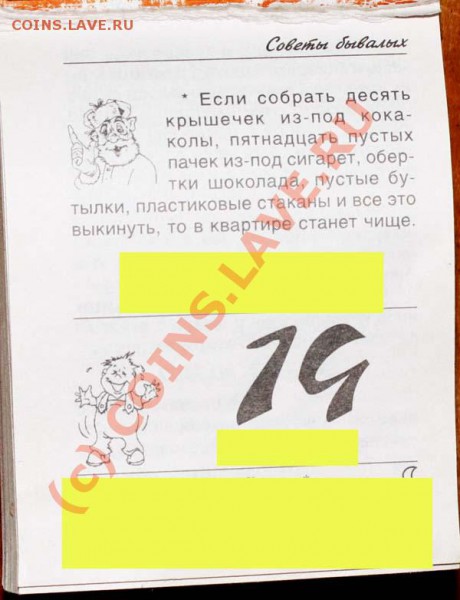 COINS.LAVE.RU
Советы бывалых
* Если собрать десять
крышечек из-под кока-
колы, пятнадцать пустых
пачек из-под сигарет, обер-
тки шоколада, пустые бу-
тылки, пластиковые стаканы и все это
выкинуть, то в квартире станет чище.
19
(c) COINS.LAVE.RU